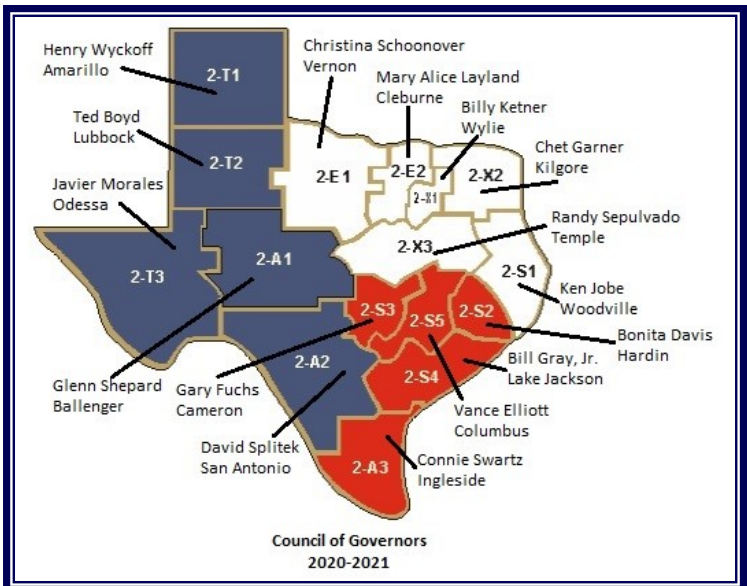 Henry Wyckoff
Amarillo
Christina Schoonover
Vernon
Mary Alice Layland
Cleburne
Billy Ketner
Wylie
Chet Garner
Kilgore
Ted Boyd
Lubbock
Javier Morales
Odessa
Randy Sepulvado
Temple
Ken Jobe
Woodville
Bonita Davis
Hardin
Bill Gray, Jr.
Lake Jackson
Vance Elliott
Columbus
Connie Swartz
Ingleside
Glenn Shepard
Ballenger
Gary Fuchs
Cameron
David Splitek
San Antonio
2-T1
2-T2
2-E1
2-E2
2-X1
2-X2
2-T3
2-A1
2-X3
2-S1
2-S3
2-S5
2-S2
2-A2
2-S4
2-A3
Council of Governors
2020-2021